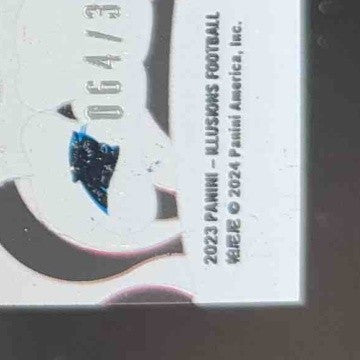 064/3
2023 PANINI – ILLUSIONS FOOTBALL
© 2024 Panini America, Inc.